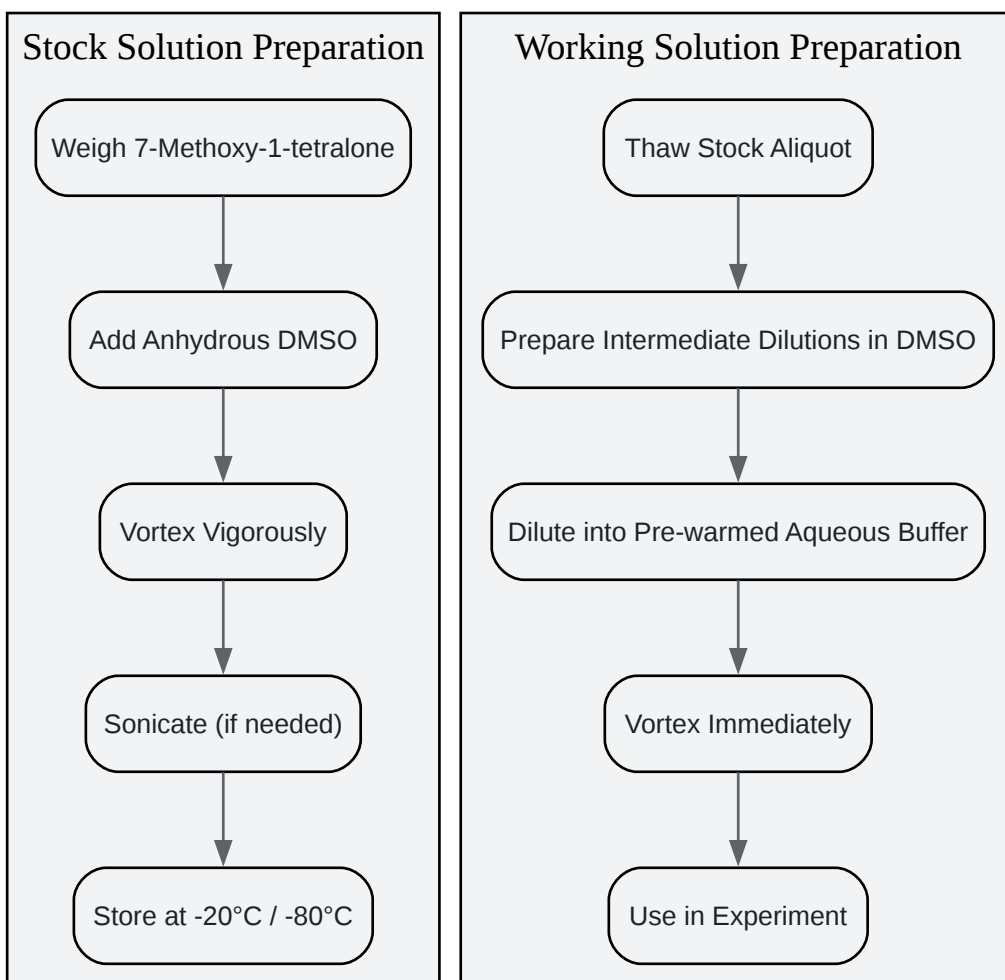 Stock Solution Preparation
Weigh 7-Methoxy-1-tetralone
Add Anhydrous DMSO
Vortex Vigorously
Sonicate (if needed)
Store at -20°C / -80°C
Working Solution Preparation
Thaw Stock Aliquot
Prepare Intermediate Dilutions in DMSO
Dilute into Pre-warmed Aqueous Buffer
Vortex Immediately
Use in Experiment